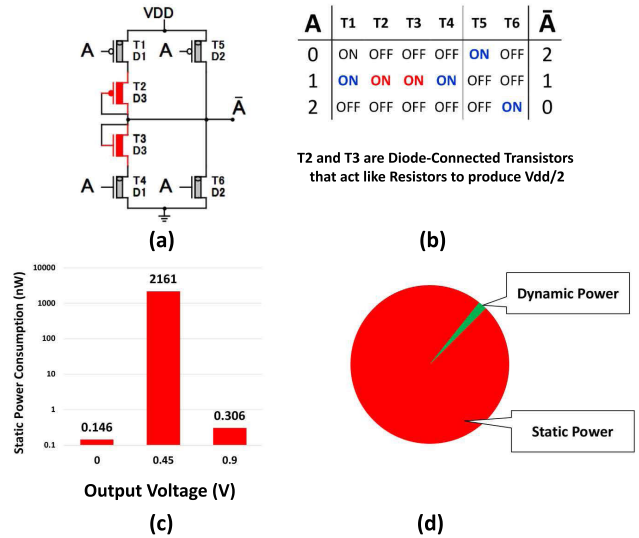 VDD
A T1 D1 T5 D2 A
T2 D3
Ā
T3 D3
A T4 D1 A T6 D2
(a)
A T1 T2 T3 T4 T5 T6 Ā
0 ON OFF OFF OFF ON OFF 2
1 ON ON ON ON OFF OFF 1
2 OFF OFF OFF OFF OFF ON 0
T2 and T3 are Diode-Connected Transistors
that act like Resistors to produce Vdd/2
(b)
Static Power Consumption (nW)
10000
1000
100
10
1
0.1
0.146
2161
0.306
0 0.45 0.9
Output Voltage (V)
(c)
Dynamic Power
Static Power
(d)